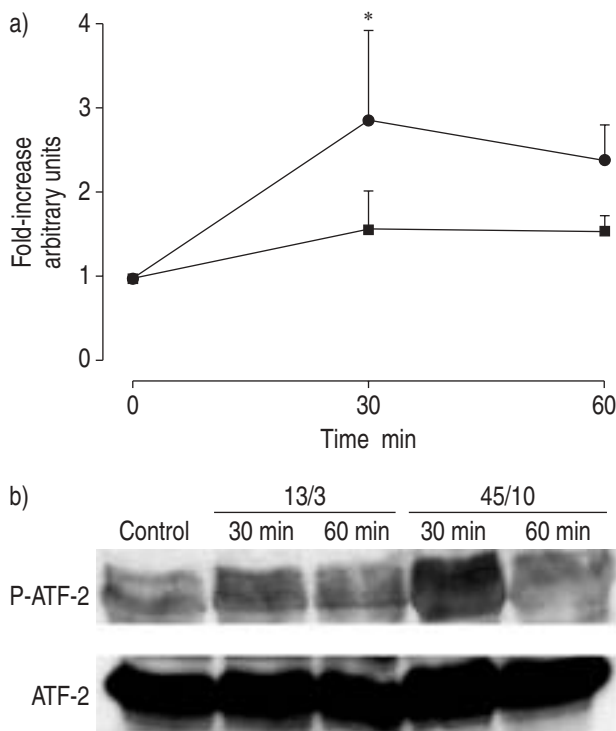 a)
Fold-increase
arbitrary units
4
3
2
1
0
*
0 30 60
Time min
b)
13/3 45/10
Control 30 min 60 min 30 min 60 min
P-ATF-2
ATF-2